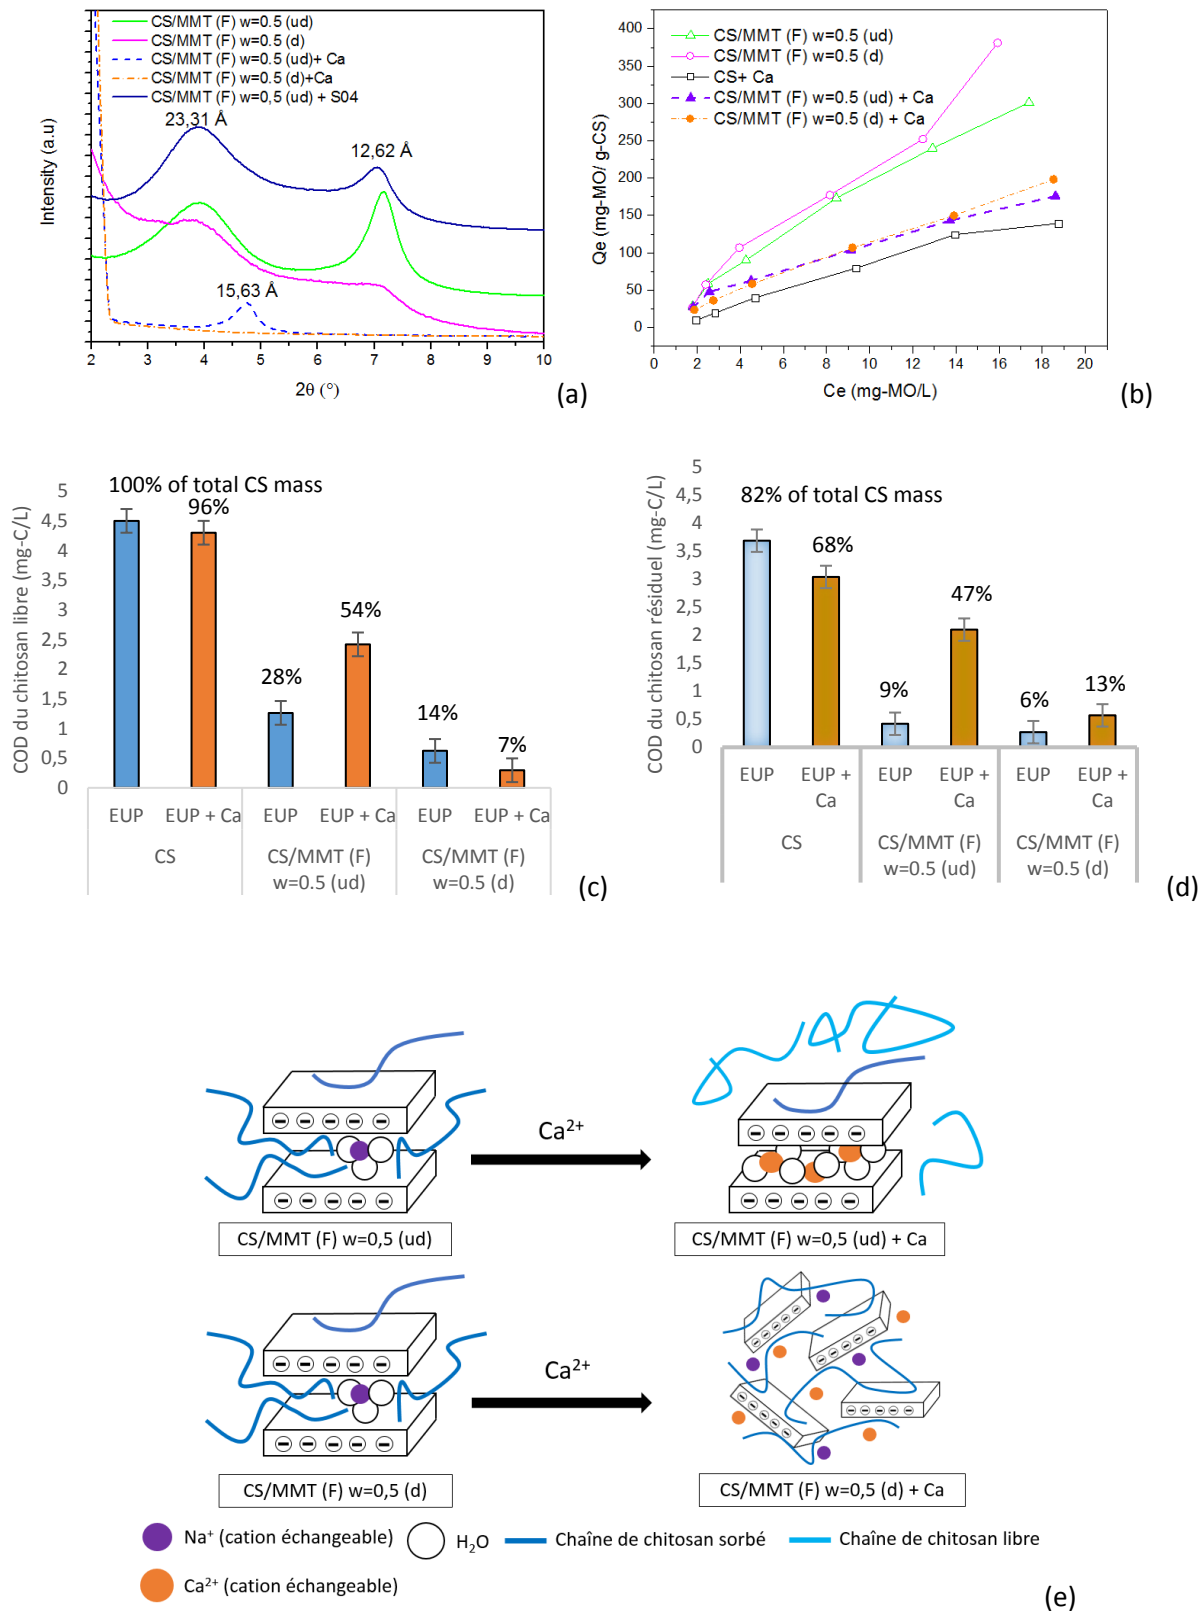 CS/MMT (F) w=0.5 (ud)
CS/MMT (F) w=0.5 (d)
CS/MMT (F) w=0.5 (ud)+ Ca
CS/MMT (F) w=0.5 (d)+Ca
CS/MMT (F) w=0,5 (ud) + S04
23,31 Å
12,62 Å
15,63 Å
Intensity (a.u)
2 3 4 5 6 7 8 9 10
2θ (°)
(a)
CS/MMT (F) w=0.5 (ud)
CS/MMT (F) w=0.5 (d)
CS+ Ca
CS/MMT (F) w=0.5 (ud) + Ca
CS/MMT (F) w=0.5 (d) + Ca
Qe (mg-MO/ g-CS)
400
350
300
250
200
150
100
50
0
0 2 4 6 8 10 12 14 16 18 20
Ce (mg-MO/L)
(b)
COD du chitosan libre (mg-C/L)
5
4,5
4
3,5
3
2,5
2
1,5
1
0,5
0
100% of total CS mass
96%
28%
54%
14%
7%
EUP EUP + Ca EUP EUP + Ca EUP EUP + Ca
CS
CS/MMT (F)
w=0.5 (ud)
CS/MMT (F)
w=0.5 (d)
(c)
COD du chitosan résiduel (mg-C/L)
5
4,5
4
3,5
3
2,5
2
1,5
1
0,5
0
82% of total CS mass
68%
9%
47%
6%
13%
EUP EUP + Ca EUP EUP + Ca EUP EUP + Ca
CS
CS/MMT (F)
w=0.5 (ud)
CS/MMT (F)
w=0.5 (d)
(d)
Ca2+
CS/MMT (F) w=0,5 (ud)
CS/MMT (F) w=0,5 (ud) + Ca
Ca2+
CS/MMT (F) w=0,5 (d)
CS/MMT (F) w=0,5 (d) + Ca
Na+ (cation échangeable)
H2O
Chaîne de chitosan sorbé
Chaîne de chitosan libre
Ca2+ (cation échangeable)
(e)